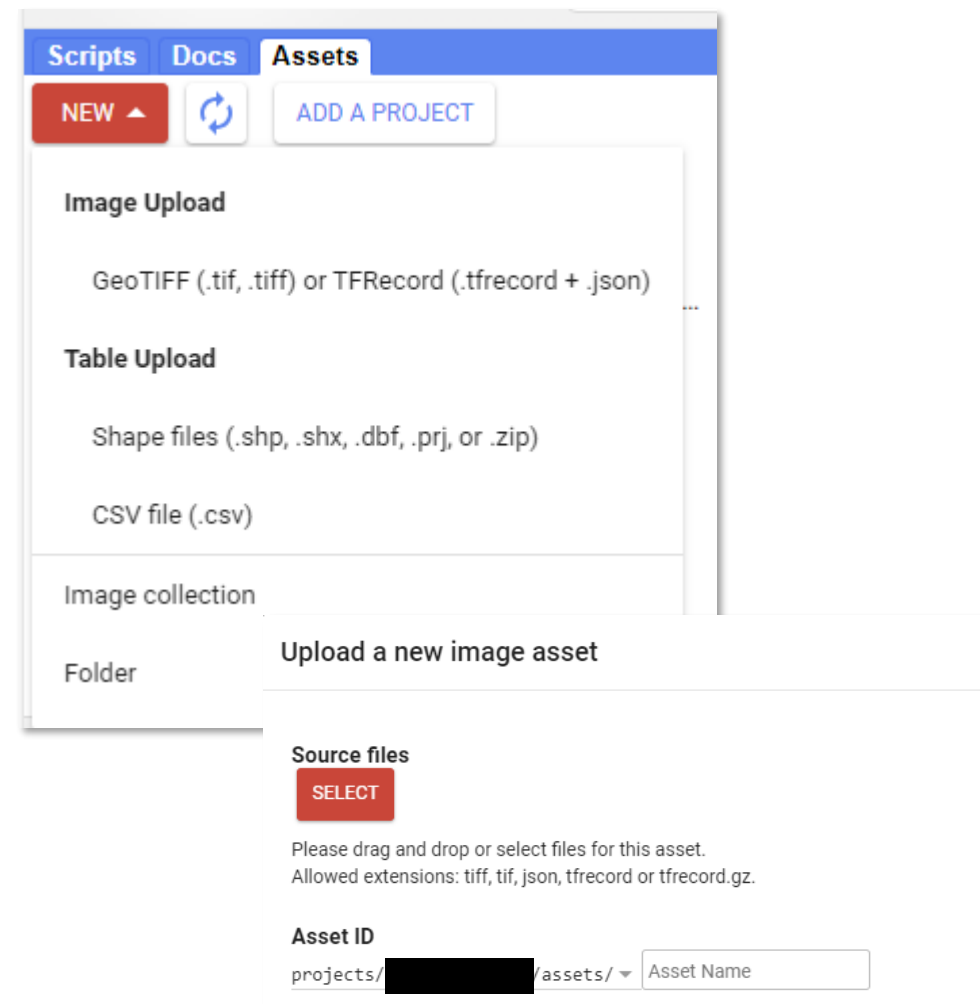 Scripts Docs Assets
NEW ADD A PROJECT
Image Upload
GeoTIFF (.tif, .tiff) or TFRecord (.tfrecord + .json)
...
Table Upload
Shape files (.shp, .shx, .dbf, .prj, or .zip)
CSV file (.csv)
Image collection
Folder
Upload a new image asset
Source files
SELECT
Please drag and drop or select files for this asset.
Allowed extensions: tiff, tif, json, tfrecord or tfrecord.gz.
Asset ID
projects/ /assets/ Asset Name